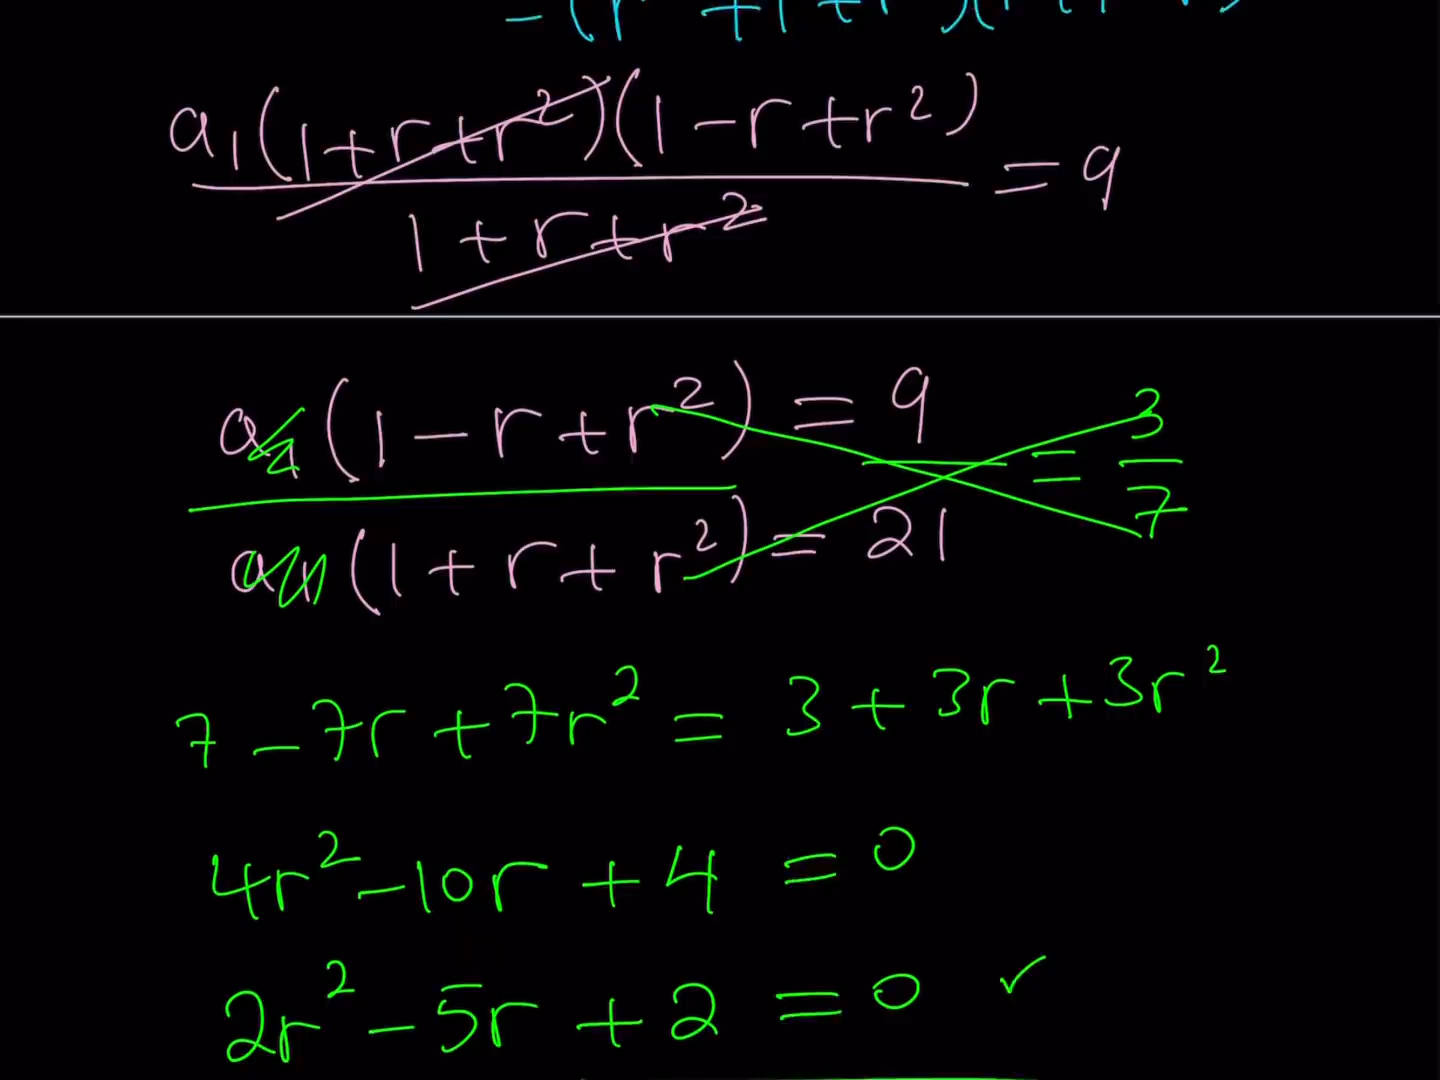 a₁(1+r+r²)(1-r+r²)
1+r+r²
= 9
a₁(1-r+r²) = 9
= 3
7
a₁(1+r+r²) = 21
7 - 7r + 7r² = 3 + 3r + 3r²
4r² - 10r + 4 = 0
2r² - 5r + 2 = 0 ✓